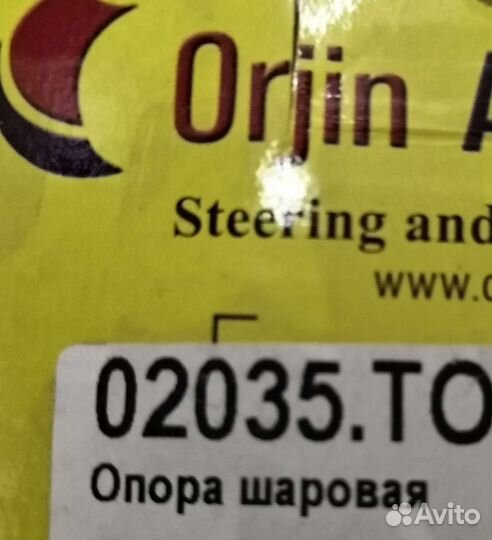 Orjin A
Steering and
www.
02035.TO
Опора шаровая
Avito